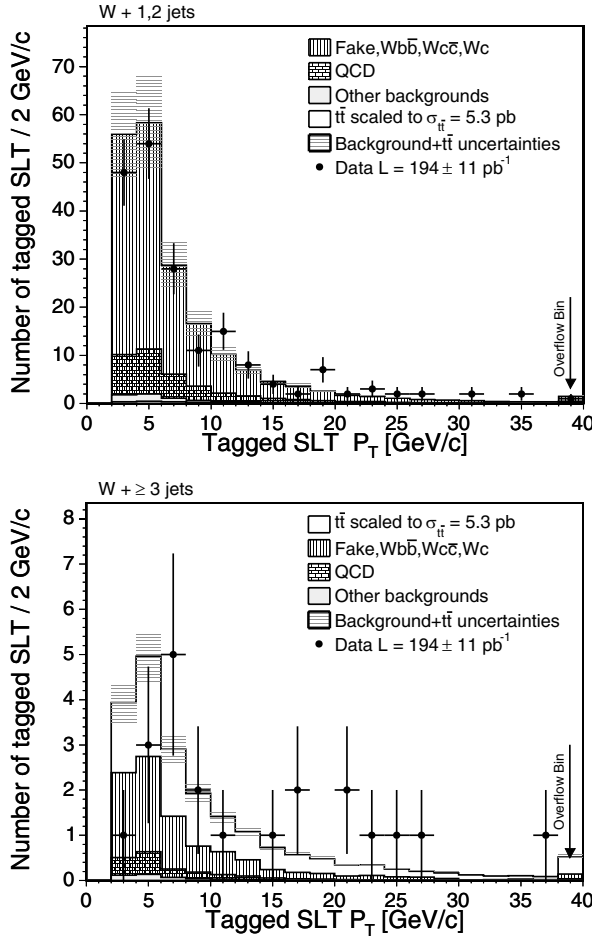 W + 1,2 jets
Number of tagged SLT / 2 GeV/c
70
60
50
40
30
20
10
0
Fake,Wbb̄,Wcc̄,Wc
QCD
Other backgrounds
tt̄ scaled to σtt̄ = 5.3 pb
Background+tt̄ uncertainties
Data L = 194 ± 11 pb⁻¹
Overflow Bin
0 5 10 15 20 25 30 35 40
Tagged SLT P_T [GeV/c]
W + ≥ 3 jets
Number of tagged SLT / 2 GeV/c
8
7
6
5
4
3
2
1
0
tt̄ scaled to σtt̄ = 5.3 pb
Fake,Wbb̄,Wcc̄,Wc
QCD
Other backgrounds
Background+tt̄ uncertainties
Data L = 194 ± 11 pb⁻¹
Overflow Bin
0 5 10 15 20 25 30 35 40
Tagged SLT P_T [GeV/c]